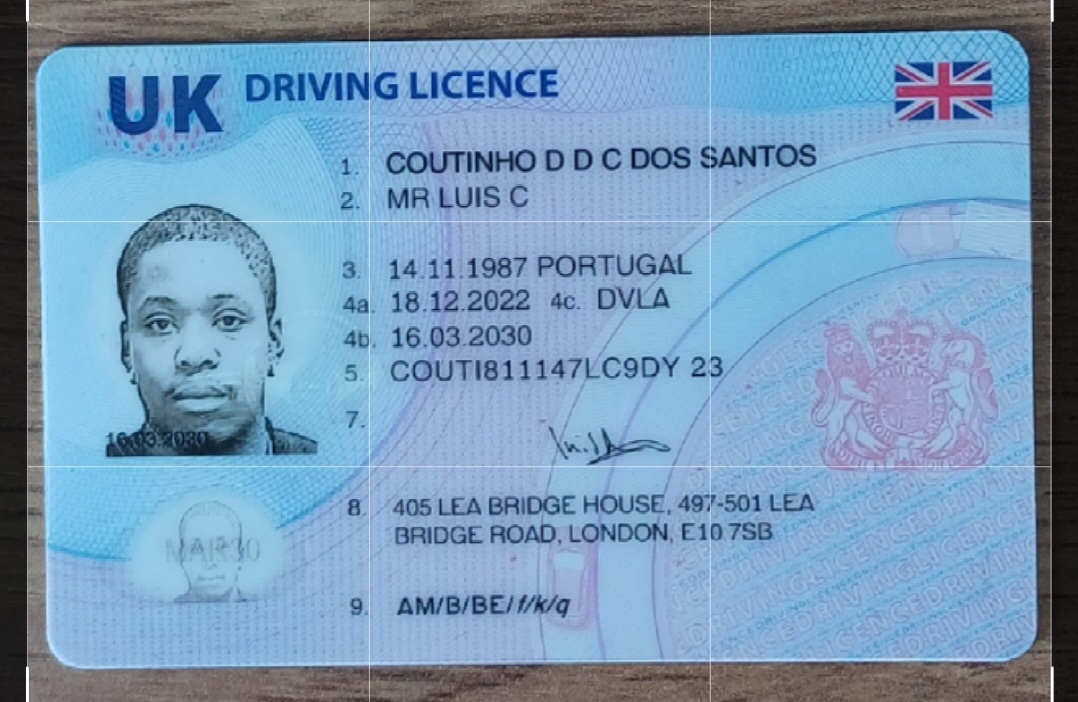 UK DRIVING LICENCE
1. COUTINHO D D C DOS SANTOS
2. MR LUIS C
3. 14.11.1987 PORTUGAL
4a. 18.12.2022 4c. DVLA
4b. 16.03.2030
5. COUTI811147LC9DY 23
7.
16.03.2030
8. 405 LEA BRIDGE HOUSE, 497-501 LEA
BRIDGE ROAD, LONDON, E10 7SB
MAR30
9. AM/B/BE/f/k/q